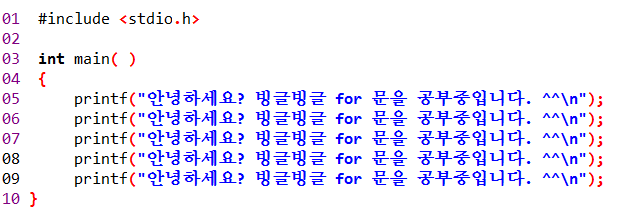 01 #include <stdio.h>
02
03 int main( )
04 {
05 printf("안녕하세요? 빙글빙글 for 문을 공부중입니다. ^^\n");
06 printf("안녕하세요? 빙글빙글 for 문을 공부중입니다. ^^\n");
07 printf("안녕하세요? 빙글빙글 for 문을 공부중입니다. ^^\n");
08 printf("안녕하세요? 빙글빙글 for 문을 공부중입니다. ^^\n");
09 printf("안녕하세요? 빙글빙글 for 문을 공부중입니다. ^^\n");
10 }